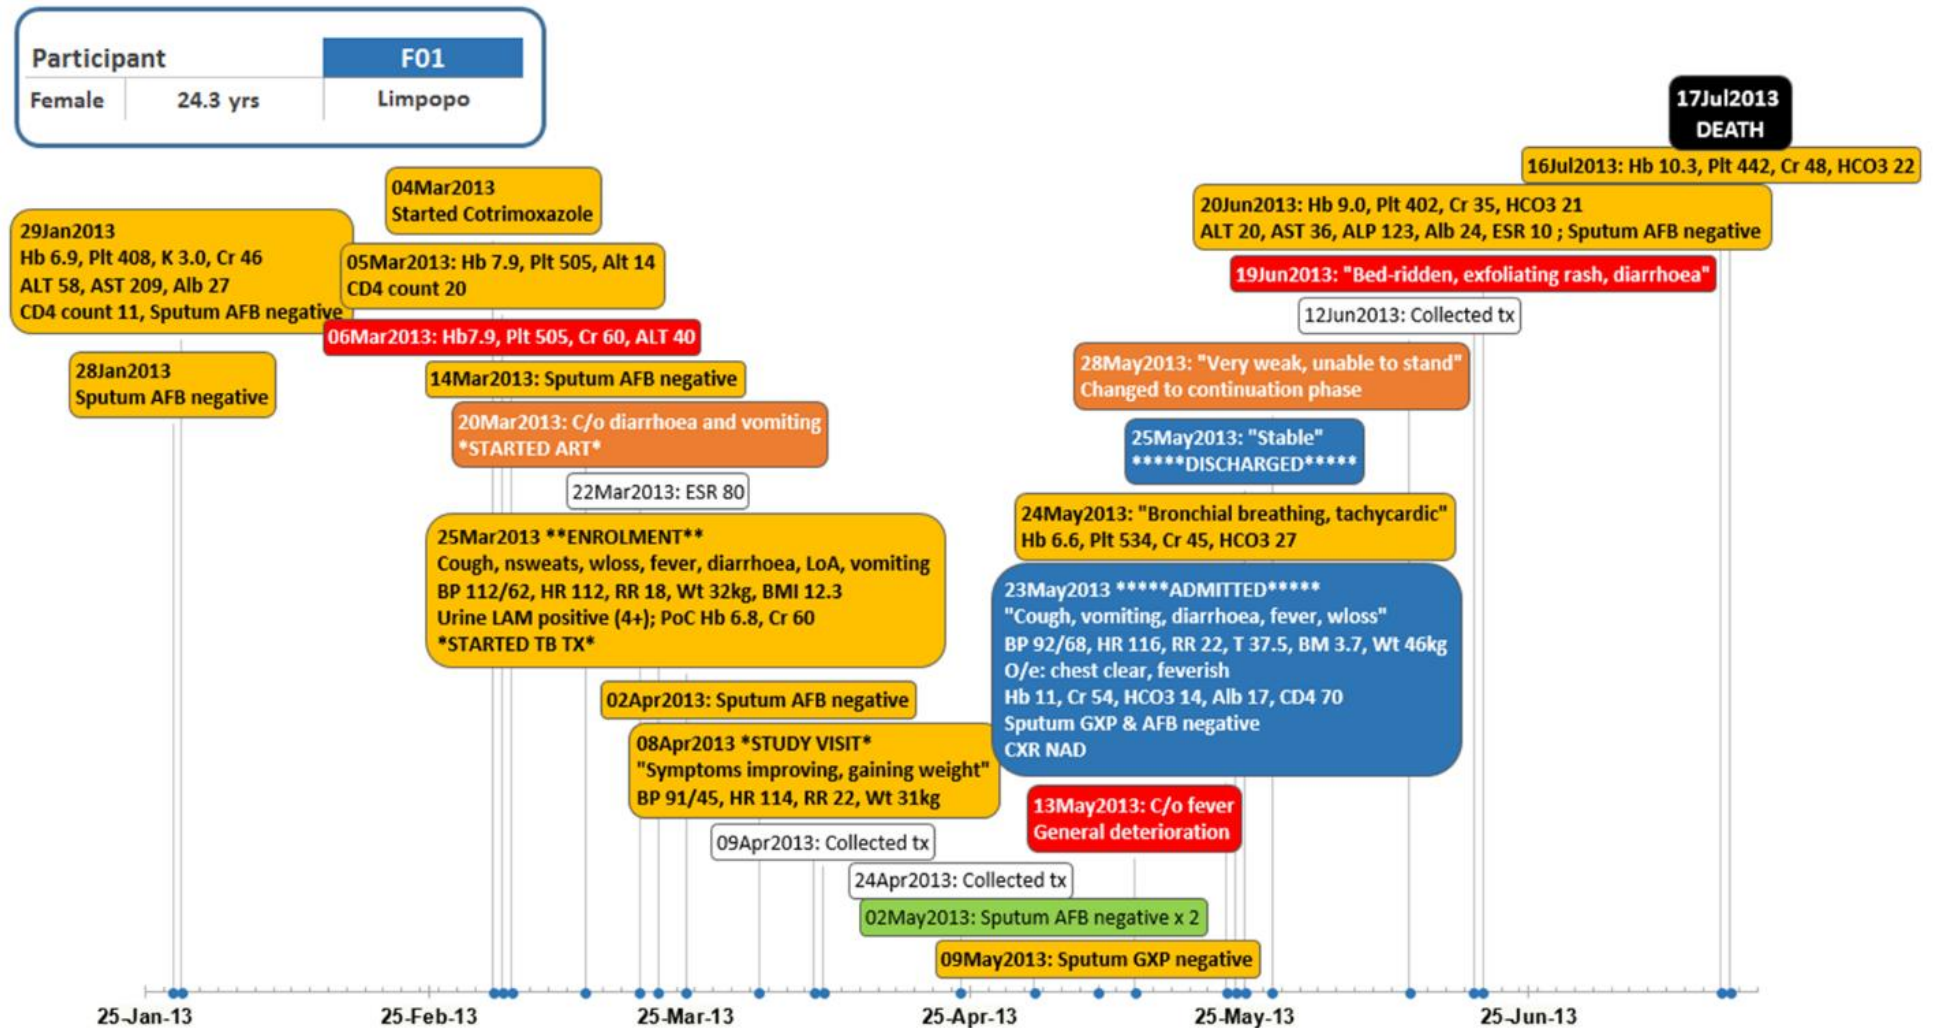 Participant F01
Female 24.3 yrs Limpopo
29Jan2013
Hb 6.9, Plt 408, K 3.0, Cr 46
ALT 58, AST 209, Alb 27
CD4 count 11, Sputum AFB negative
28Jan2013
Sputum AFB negative
04Mar2013
Started Cotrimoxazole
05Mar2013: Hb 7.9, Plt 505, Alt 14
CD4 count 20
06Mar2013: Hb7.9, Plt 505, Cr 60, ALT 40
14Mar2013: Sputum AFB negative
20Mar2013: C/o diarrhoea and vomiting
*STARTED ART*
22Mar2013: ESR 80
25Mar2013 **ENROLMENT**
Cough, nsweats, wloss, fever, diarrhoea, LoA, vomiting
BP 112/62, HR 112, RR 18, Wt 32kg, BMI 12.3
Urine LAM positive (4+); PoC Hb 6.8, Cr 60
*STARTED TB TX*
02Apr2013: Sputum AFB negative
08Apr2013 *STUDY VISIT*
"Symptoms improving, gaining weight"
BP 91/45, HR 114, RR 22, Wt 31kg
09Apr2013: Collected tx
24Apr2013: Collected tx
02May2013: Sputum AFB negative x 2
09May2013: Sputum GXP negative
17Jul2013
DEATH
16Jul2013: Hb 10.3, Plt 442, Cr 48, HCO3 22
20Jun2013: Hb 9.0, Plt 402, Cr 35, HCO3 21
ALT 20, AST 36, ALP 123, Alb 24, ESR 10 ; Sputum AFB negative
19Jun2013: "Bed-ridden, exfoliating rash, diarrhoea"
12Jun2013: Collected tx
28May2013: "Very weak, unable to stand"
Changed to continuation phase
25May2013: "Stable"
*****DISCHARGED*****
24May2013: "Bronchial breathing, tachycardic"
Hb 6.6, Plt 534, Cr 45, HCO3 27
23May2013 *****ADMITTED*****
"Cough, vomiting, diarrhoea, fever, wloss"
BP 92/68, HR 116, RR 22, T 37.5, BM 3.7, Wt 46kg
O/e: chest clear, feverish
Hb 11, Cr 54, HCO3 14, Alb 17, CD4 70
Sputum GXP & AFB negative
CXR NAD
13May2013: C/o fever
General deterioration
25-Jan-13 25-Feb-13 25-Mar-13 25-Apr-13 25-May-13 25-Jun-13